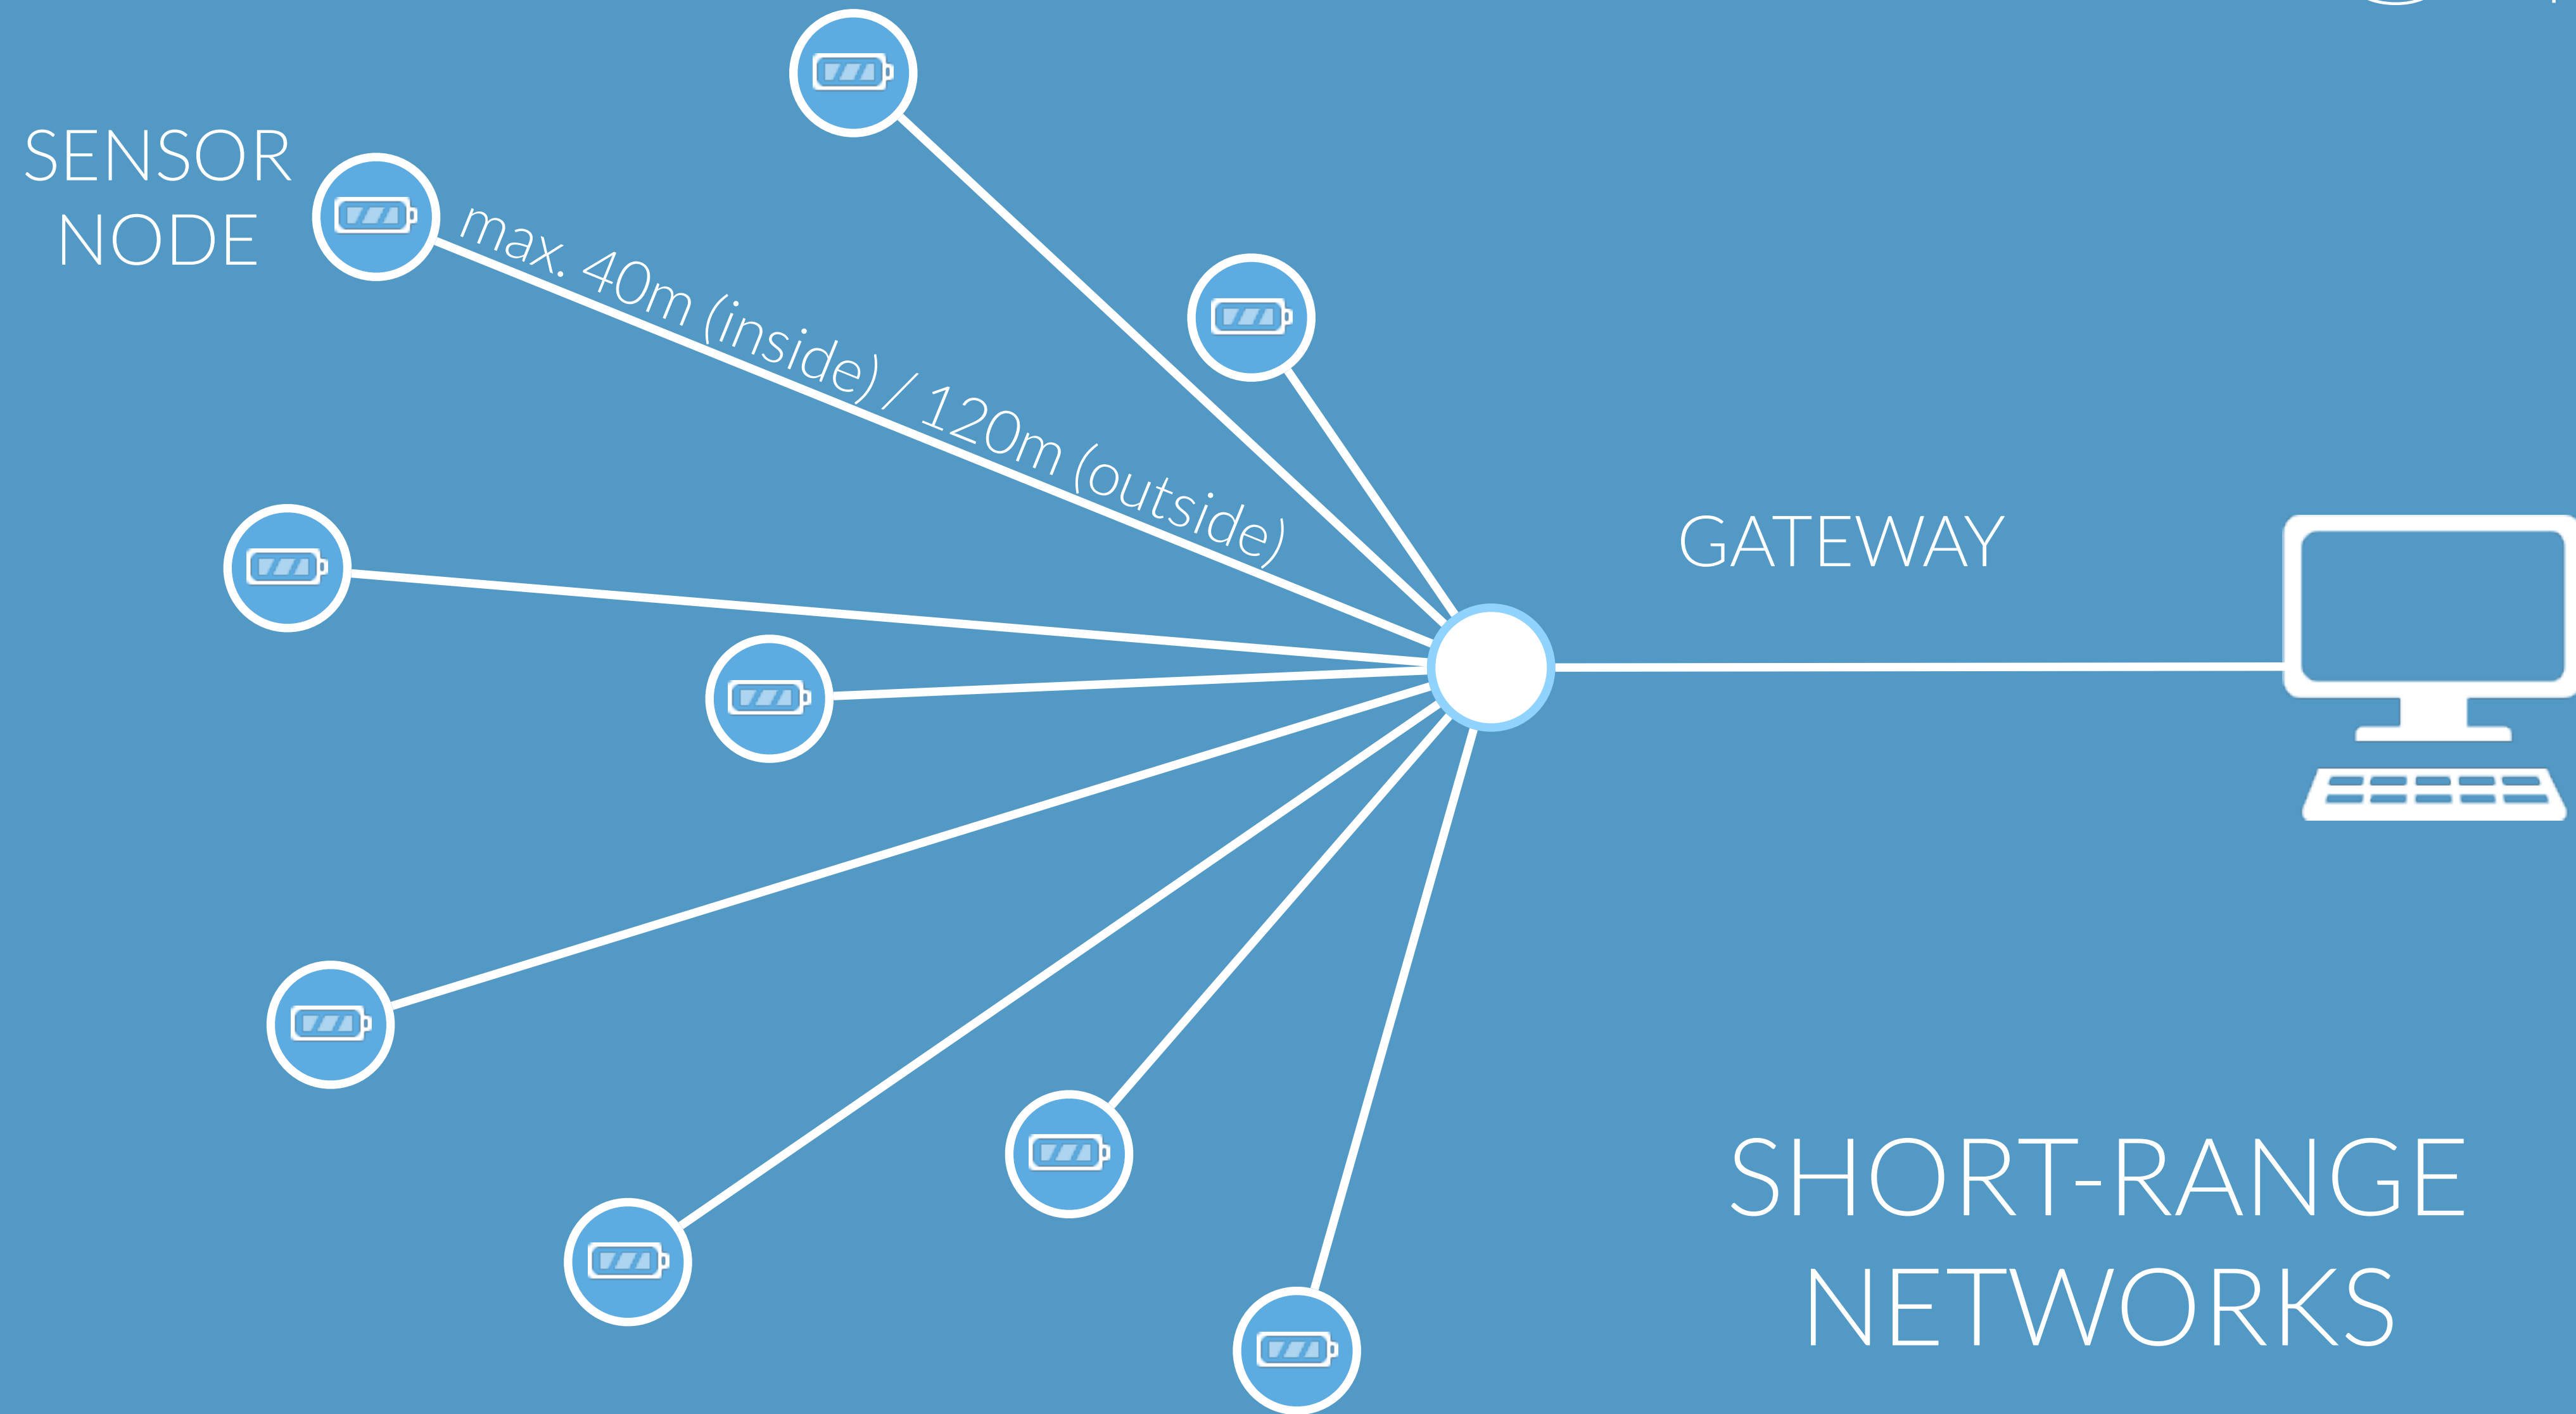 SENSOR
NODE
max. 40m (inside) / 120m (outside)
GATEWAY
SHORT-RANGE
NETWORKS